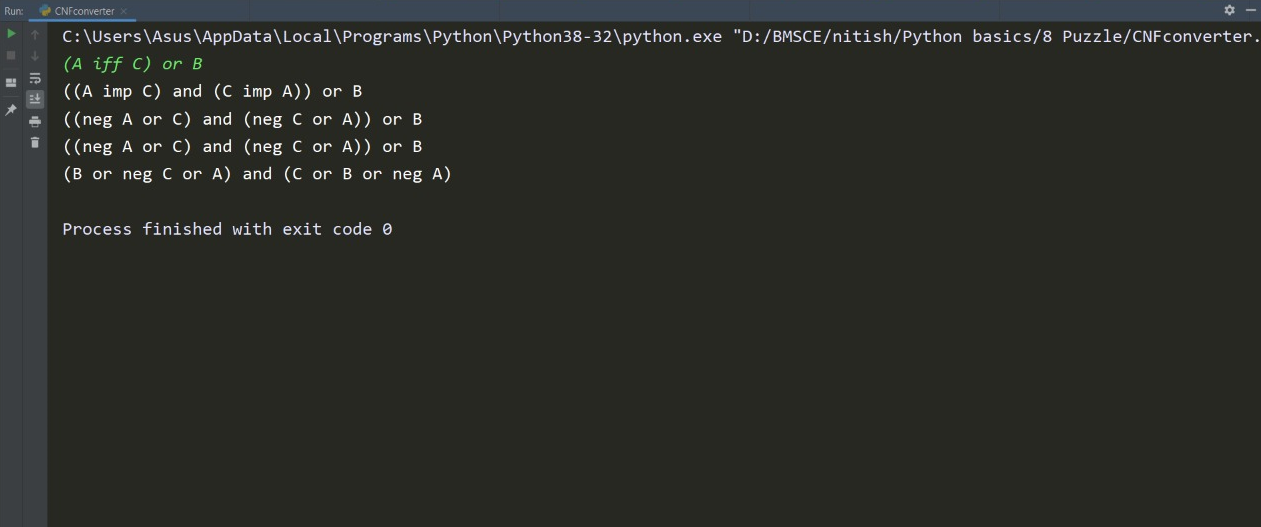 Run: CNFconverter ×
C:\Users\Asus\AppData\Local\Programs\Python\Python38-32\python.exe "D:/BMSCE/nitish/Python basics/8 Puzzle/CNFconverter.
(A iff C) or B
((A imp C) and (C imp A)) or B
((neg A or C) and (neg C or A)) or B
((neg A or C) and (neg C or A)) or B
(B or neg C or A) and (C or B or neg A)
Process finished with exit code 0